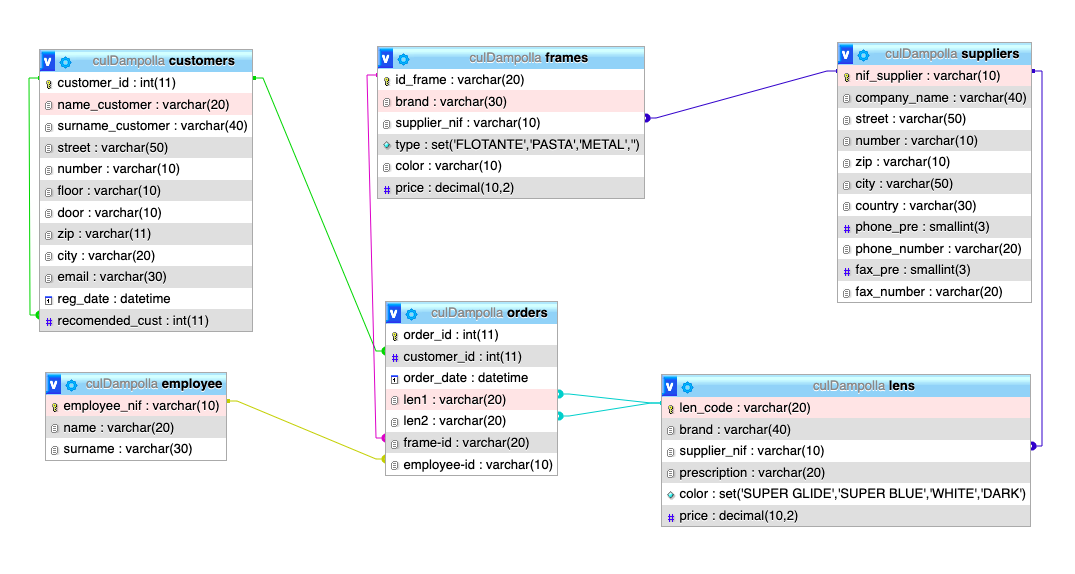 culDampolla customers
customer_id : int(11)
name_customer : varchar(20)
surname_customer : varchar(40)
street : varchar(50)
number : varchar(10)
floor : varchar(10)
door : varchar(10)
zip : varchar(11)
city : varchar(20)
email : varchar(30)
reg_date : datetime
# recomended_cust : int(11)
culDampolla employee
employee_nif : varchar(10)
name : varchar(20)
surname : varchar(30)
culDampolla frames
id_frame : varchar(20)
brand : varchar(30)
supplier_nif : varchar(10)
type : set('FLOTANTE','PASTA','METAL','')
color : varchar(10)
# price : decimal(10,2)
culDampolla orders
order_id : int(11)
# customer_id : int(11)
order_date : datetime
len1 : varchar(20)
len2 : varchar(20)
frame-id : varchar(20)
employee-id : varchar(10)
culDampolla suppliers
nif_supplier : varchar(10)
company_name : varchar(40)
street : varchar(50)
number : varchar(10)
zip : varchar(10)
city : varchar(50)
country : varchar(30)
# phone_pre : smallint(3)
phone_number : varchar(20)
# fax_pre : smallint(3)
fax_number : varchar(20)
culDampolla lens
len_code : varchar(20)
brand : varchar(40)
supplier_nif : varchar(10)
prescription : varchar(20)
color : set('SUPER GLIDE','SUPER BLUE','WHITE','DARK')
# price : decimal(10,2)